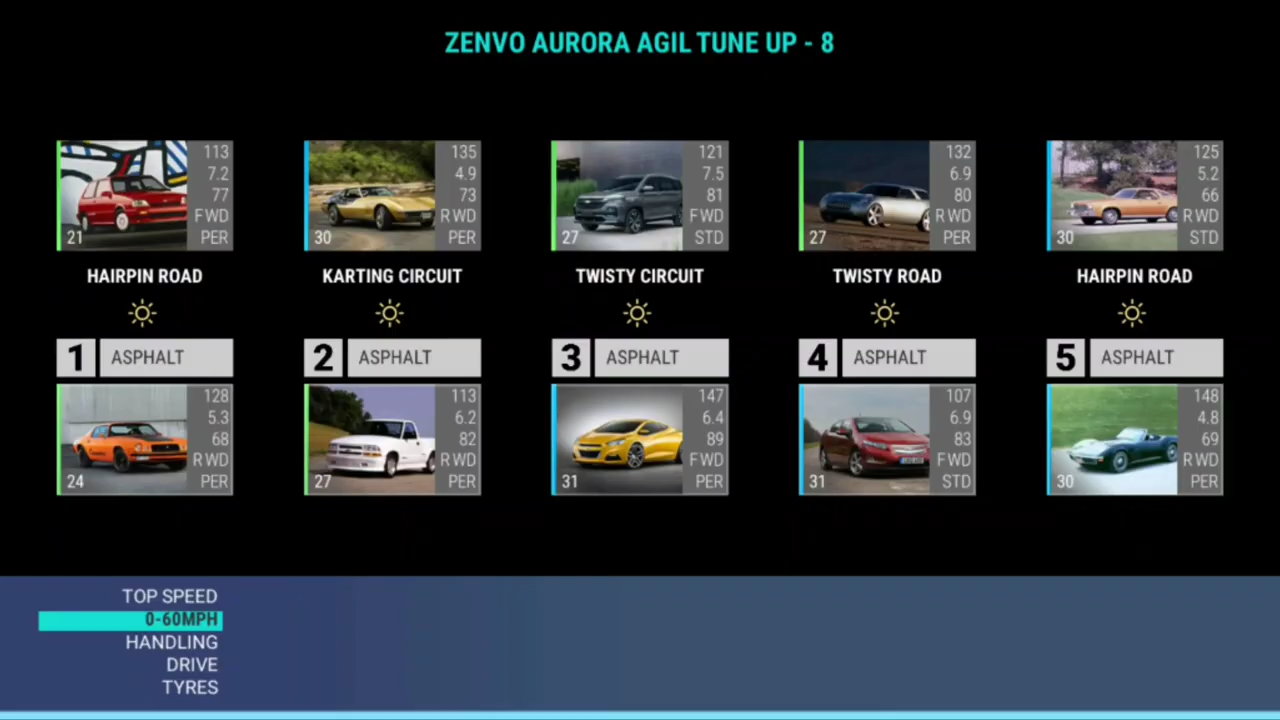 ZENVO AURORA AGIL TUNE UP - 8
113
7.2
77
FWD
21 PER
135
4.9
73
RWD
30 PER
121
7.5
81
FWD
27 STD
132
6.9
80
RWD
27 PER
125
5.2
66
RWD
30 STD
HAIRPIN ROAD
KARTING CIRCUIT
TWISTY CIRCUIT
TWISTY ROAD
HAIRPIN ROAD
1 ASPHALT
2 ASPHALT
3 ASPHALT
4 ASPHALT
5 ASPHALT
128
5.3
68
RWD
24 PER
113
6.2
82
RWD
27 PER
147
6.4
89
FWD
31 PER
107
6.9
83
FWD
31 STD
148
4.8
69
RWD
30 PER
TOP SPEED
0-60MPH
HANDLING
DRIVE
TYRES